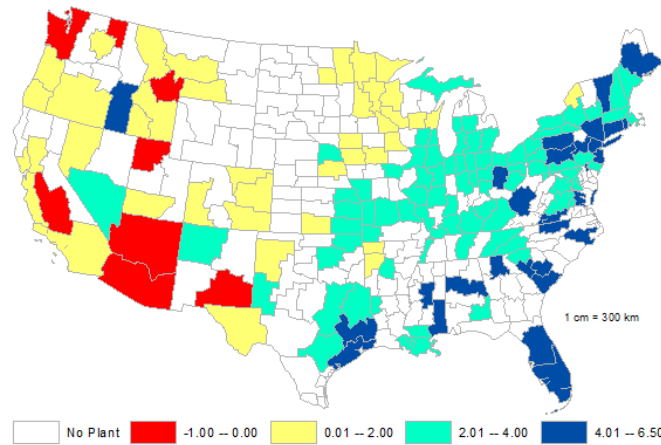 1 cm = 300 km
No Plant
-1.00 -- 0.00
0.01 -- 2.00
2.01 -- 4.00
4.01 -- 6.50